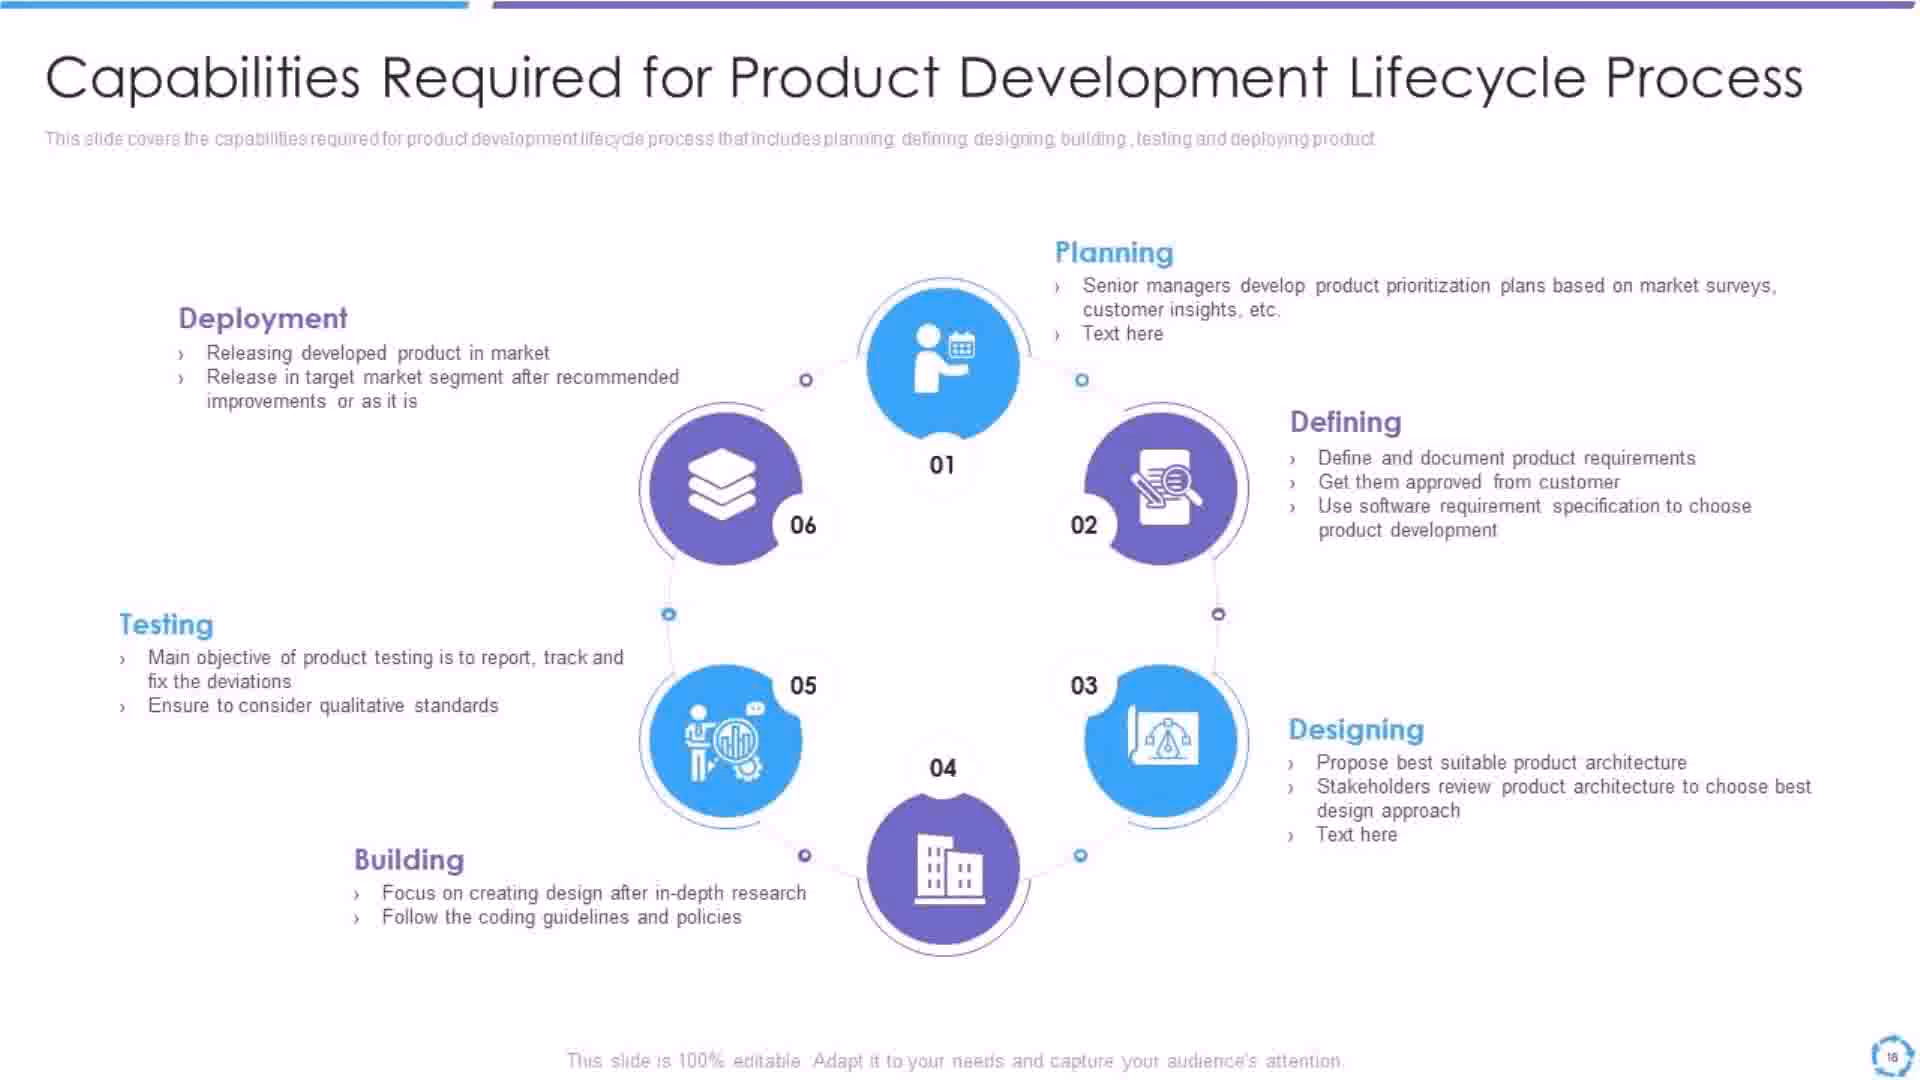 Capabilities Required for Product Development Lifecycle Process
This slide covers the capabilities required for product development lifecycle process that includes planning, defining, designing, building , testing and deploying product
Planning
› Senior managers develop product prioritization plans based on market surveys,
customer insights, etc.
› Text here
Deployment
› Releasing developed product in market
› Release in target market segment after recommended
improvements or as it is
Defining
› Define and document product requirements
› Get them approved from customer
› Use software requirement specification to choose
product development
01
06
02
Testing
› Main objective of product testing is to report, track and
fix the deviations
› Ensure to consider qualitative standards
05
03
04
Designing
› Propose best suitable product architecture
› Stakeholders review product architecture to choose best
design approach
› Text here
Building
› Focus on creating design after in-depth research
› Follow the coding guidelines and policies
This slide is 100% editable. Adapt it to your needs and capture your audience's attention.
16